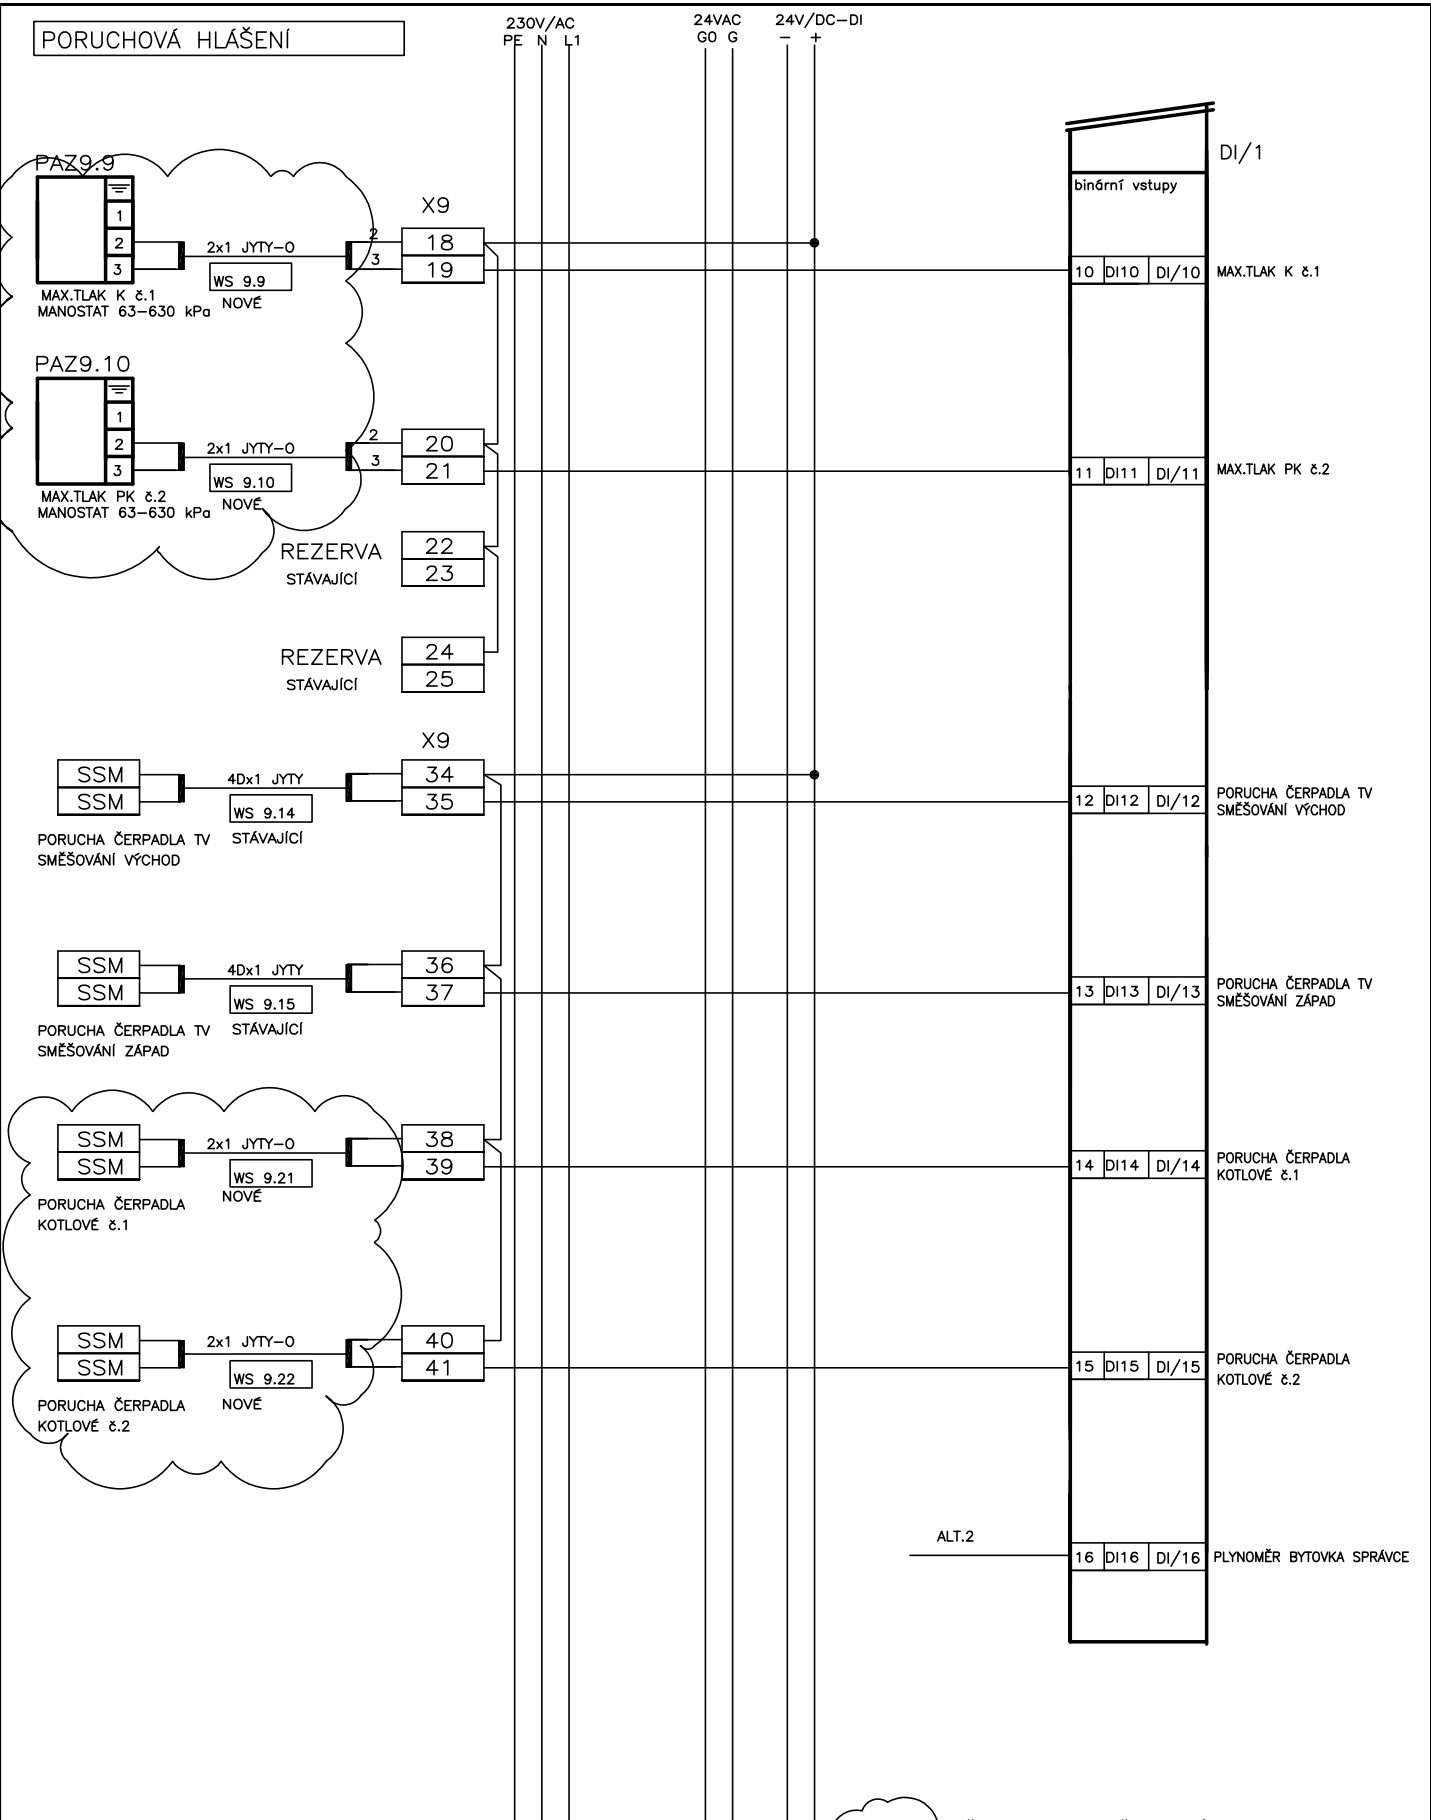 PORUCHOVÁ HLÁŠENÍ
230V/AC
PE N L1
24VAC
G0 G
24V/DC-DI
- +
DI/1
binární vstupy
PAZ9.9
1
2
3
2x1 JYTY-O
WS 9.9
NOVÉ
MAX.TLAK K č.1
MANOSTAT 63-630 kPa
X9
2
3
18
19
10 DI10 DI/10
MAX.TLAK K č.1
PAZ9.10
1
2
3
2x1 JYTY-O
WS 9.10
NOVÉ
MAX.TLAK PK č.2
MANOSTAT 63-630 kPa
2
3
20
21
11 DI11 DI/11
MAX.TLAK PK č.2
REZERVA
STÁVAJÍCÍ
22
23
REZERVA
STÁVAJÍCÍ
24
25
X9
SSM
SSM
4Dx1 JYTY
WS 9.14
STÁVAJÍCÍ
PORUCHA ČERPADLA TV
SMĚŠOVÁNÍ VÝCHOD
34
35
12 DI12 DI/12
PORUCHA ČERPADLA TV
SMĚŠOVÁNÍ VÝCHOD
SSM
SSM
4Dx1 JYTY
WS 9.15
STÁVAJÍCÍ
PORUCHA ČERPADLA TV
SMĚŠOVÁNÍ ZÁPAD
36
37
13 DI13 DI/13
PORUCHA ČERPADLA TV
SMĚŠOVÁNÍ ZÁPAD
SSM
SSM
2x1 JYTY-O
WS 9.21
NOVÉ
PORUCHA ČERPADLA
KOTLOVÉ č.1
38
39
14 DI14 DI/14
PORUCHA ČERPADLA
KOTLOVÉ č.1
SSM
SSM
2x1 JYTY-O
WS 9.22
NOVÉ
PORUCHA ČERPADLA
KOTLOVÉ č.2
40
41
15 DI15 DI/15
PORUCHA ČERPADLA
KOTLOVÉ č.2
ALT.2
16 DI16 DI/16
PLYNOMĚR BYTOVKA SPRÁVCE